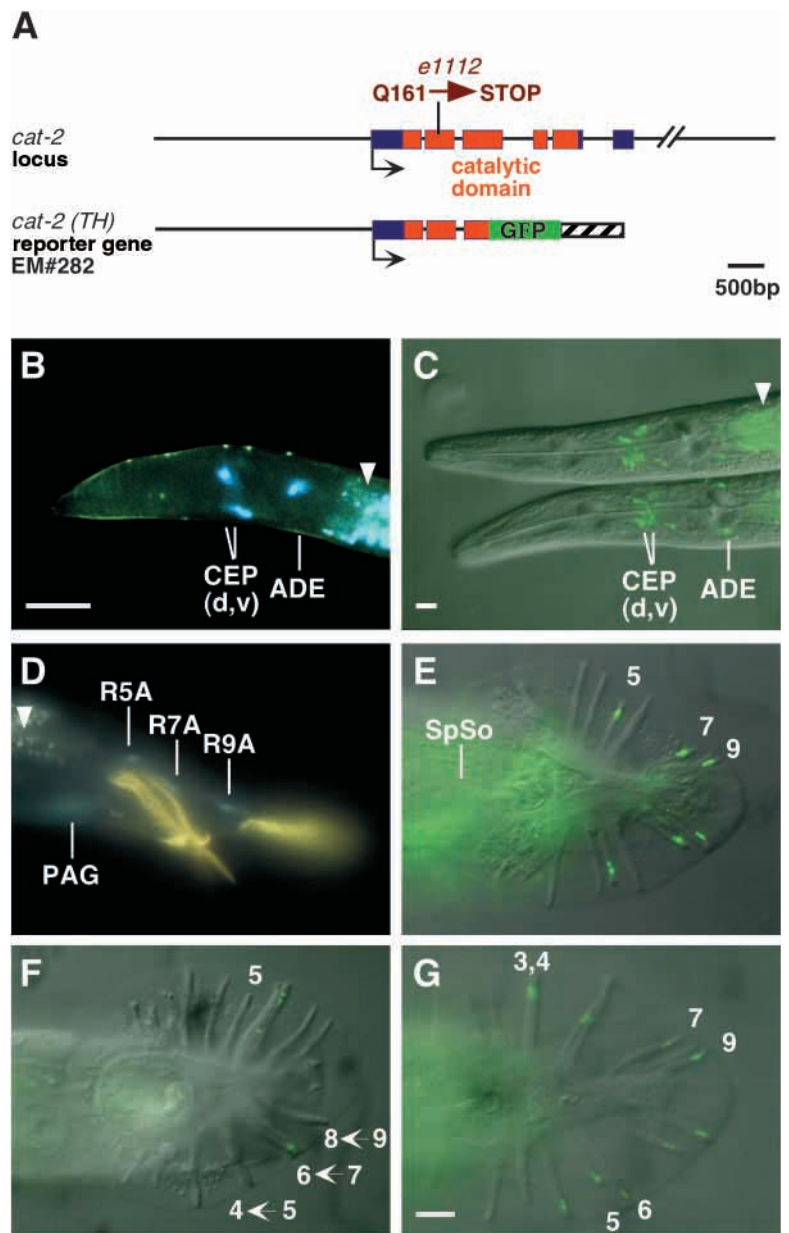 A
e1112
Q161 STOP
cat-2
locus
catalytic
domain
cat-2 (TH)
reporter gene
EM#282
GFP
500bp
B
CEP
(d,v)
ADE
C
CEP
(d,v)
ADE
D
R5A
R7A
R9A
PAG
E
5
7
9
SpSo
F
5
8 9
6 7
4 5
G
3,4
7
9
5 6